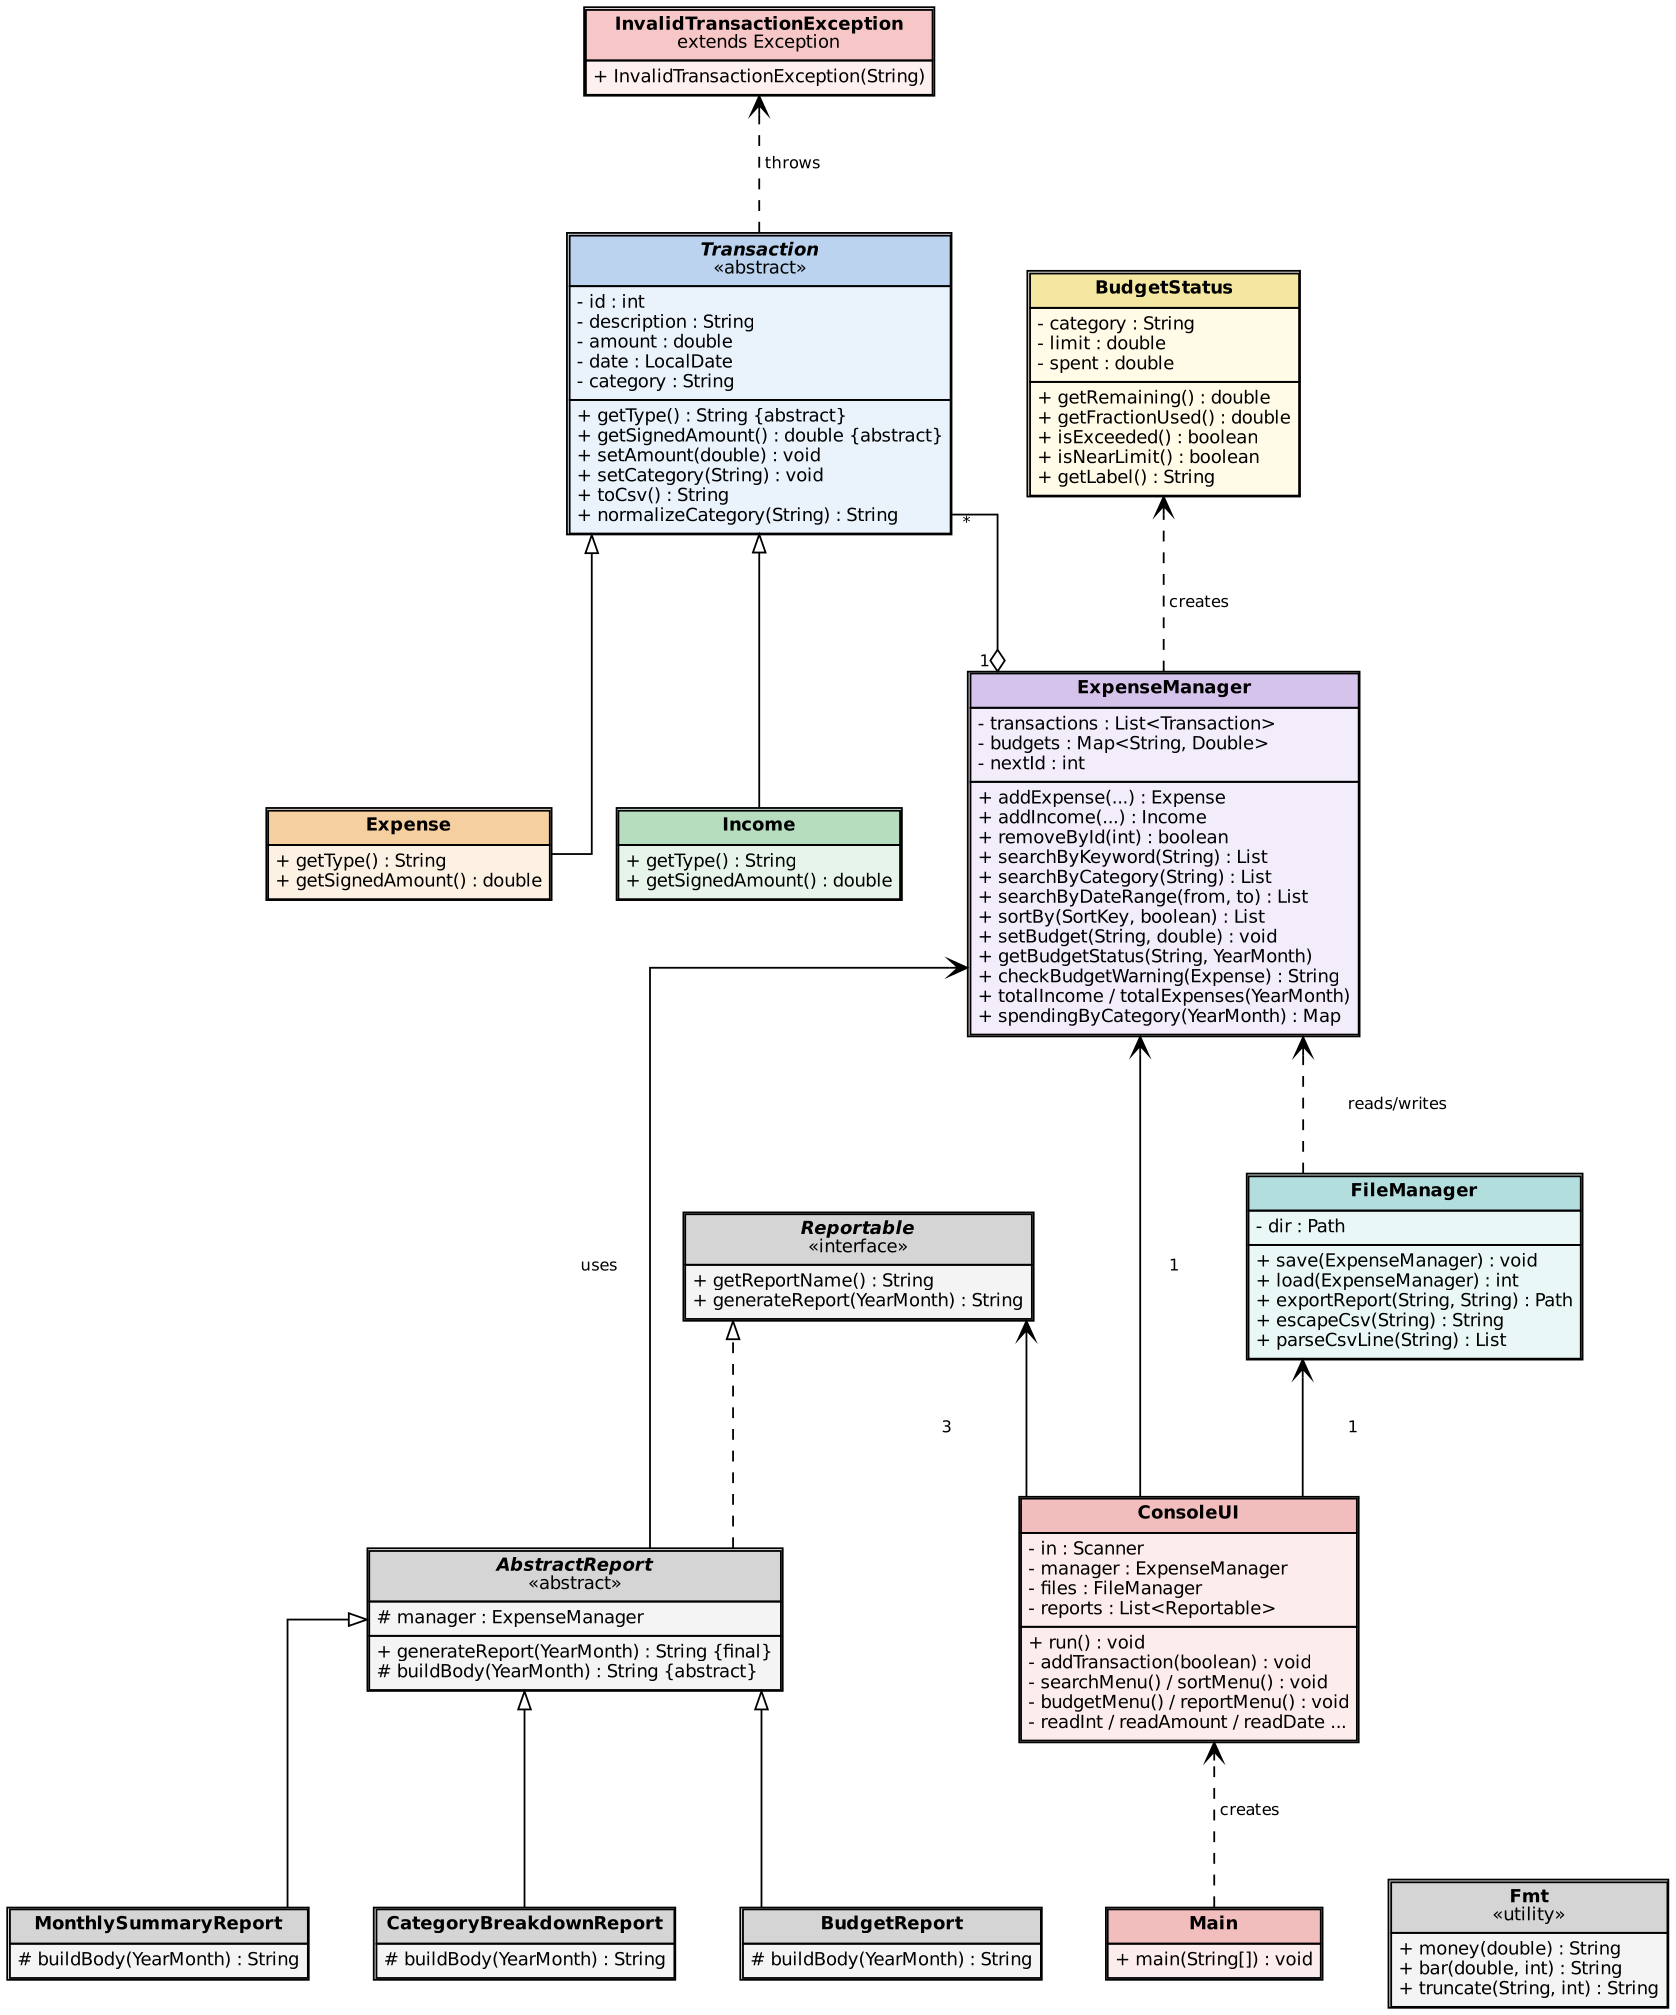 InvalidTransactionException
extends Exception
+ InvalidTransactionException(String)
throws
Transaction
«abstract»
- id : int
- description : String
- amount : double
- date : LocalDate
- category : String
+ getType() : String {abstract}
+ getSignedAmount() : double {abstract}
+ setAmount(double) : void
+ setCategory(String) : void
+ toCsv() : String
+ normalizeCategory(String) : String
BudgetStatus
- category : String
- limit : double
- spent : double
+ getRemaining() : double
+ getFractionUsed() : double
+ isExceeded() : boolean
+ isNearLimit() : boolean
+ getLabel() : String
*
creates
1
ExpenseManager
- transactions : List<Transaction>
- budgets : Map<String, Double>
- nextId : int
+ addExpense(...) : Expense
+ addIncome(...) : Income
+ removeById(int) : boolean
+ searchByKeyword(String) : List
+ searchByCategory(String) : List
+ searchByDateRange(from, to) : List
+ sortBy(SortKey, boolean) : List
+ setBudget(String, double) : void
+ getBudgetStatus(String, YearMonth)
+ checkBudgetWarning(Expense) : String
+ totalIncome / totalExpenses(YearMonth)
+ spendingByCategory(YearMonth) : Map
Expense
+ getType() : String
+ getSignedAmount() : double
Income
+ getType() : String
+ getSignedAmount() : double
reads/writes
FileManager
- dir : Path
+ save(ExpenseManager) : void
+ load(ExpenseManager) : int
+ exportReport(String, String) : Path
+ escapeCsv(String) : String
+ parseCsvLine(String) : List
Reportable
«interface»
+ getReportName() : String
+ generateReport(YearMonth) : String
uses
1
3
1
ConsoleUI
- in : Scanner
- manager : ExpenseManager
- files : FileManager
- reports : List<Reportable>
+ run() : void
- addTransaction(boolean) : void
- searchMenu() / sortMenu() : void
- budgetMenu() / reportMenu() : void
- readInt / readAmount / readDate ...
AbstractReport
«abstract»
# manager : ExpenseManager
+ generateReport(YearMonth) : String {final}
# buildBody(YearMonth) : String {abstract}
creates
MonthlySummaryReport
# buildBody(YearMonth) : String
CategoryBreakdownReport
# buildBody(YearMonth) : String
BudgetReport
# buildBody(YearMonth) : String
Main
+ main(String[]) : void
Fmt
«utility»
+ money(double) : String
+ bar(double, int) : String
+ truncate(String, int) : String